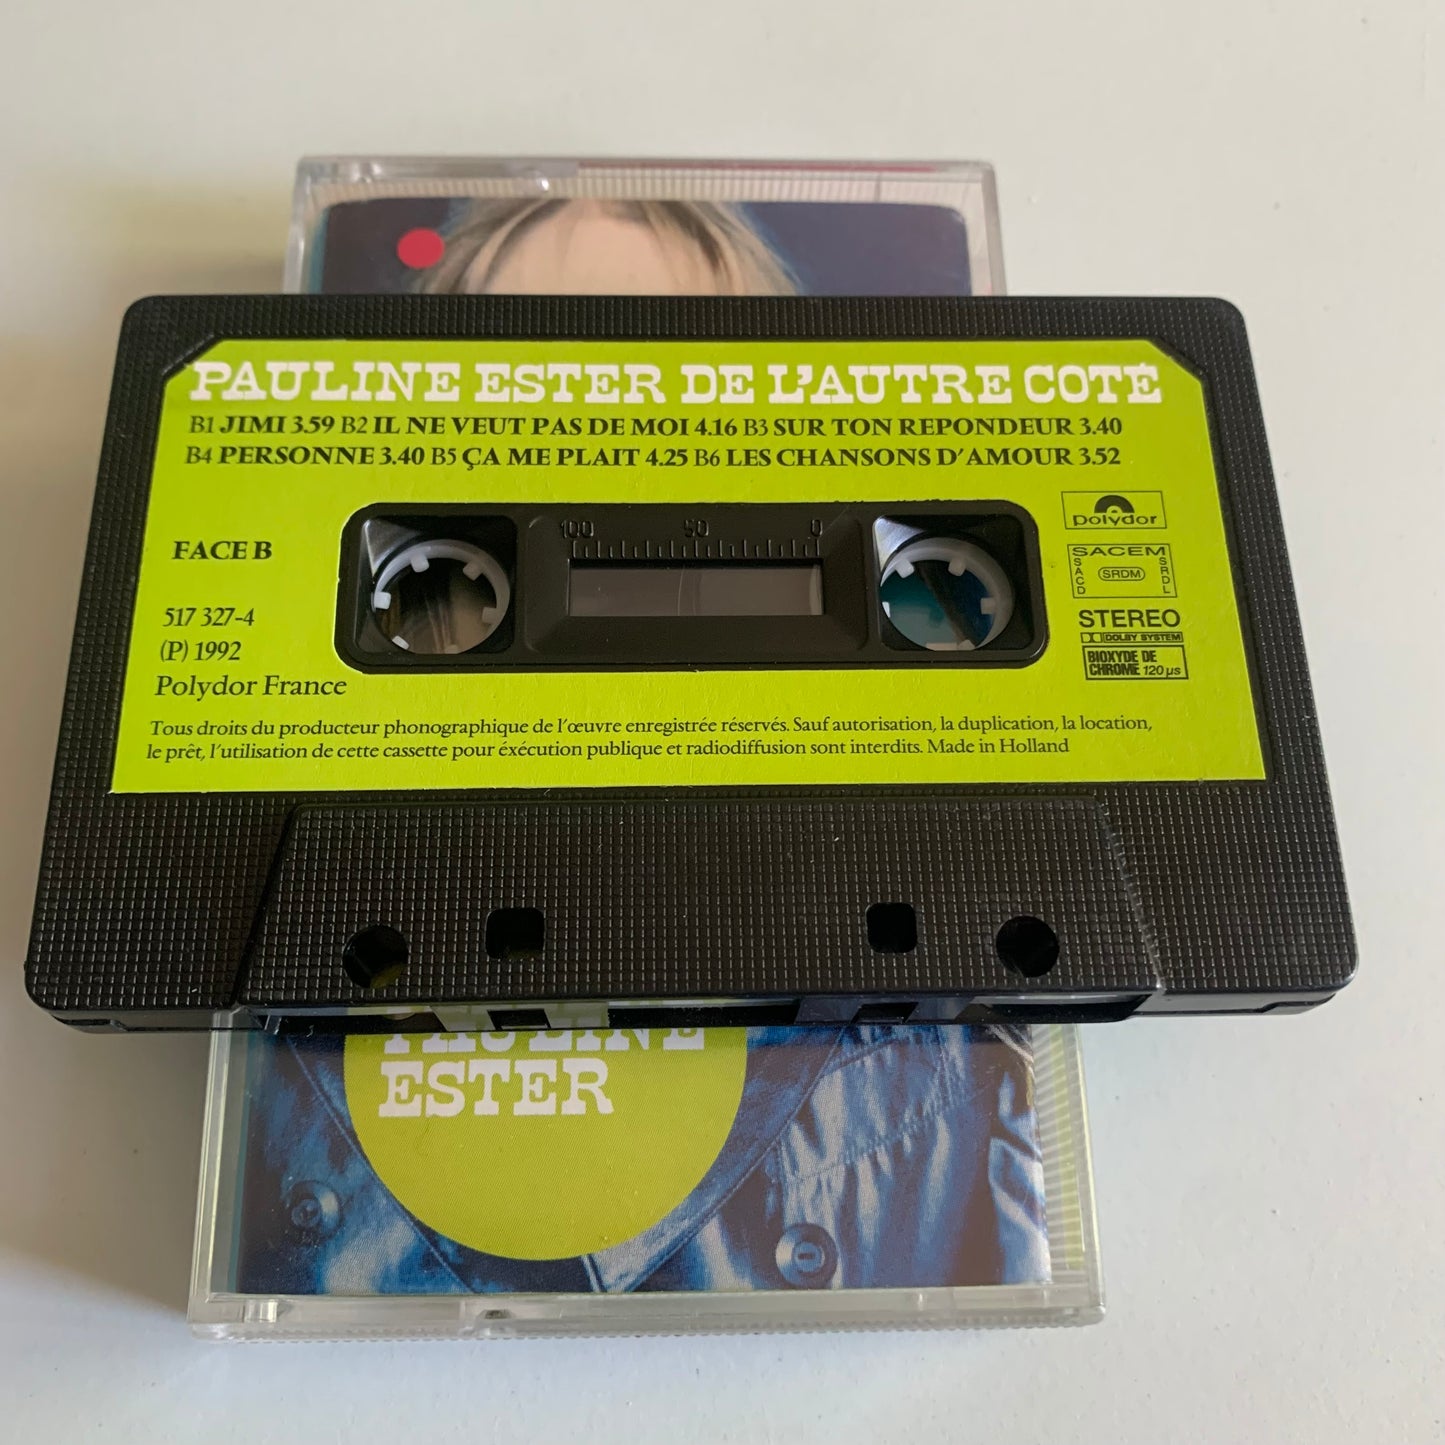 PAULINE ESTER DE L'AUTRE COTÉ
B1 JIMI 3.59 B2 IL NE VEUT PAS DE MOI 4.16 B3 SUR TON REPONDEUR 3.40
B4 PERSONNE 3.40 B5 ÇA ME PLAIT 4.25 B6 LES CHANSONS D'AMOUR 3.52
100 50 0
FACE B
517 327-4
(P) 1992
Polydor France
polydor
SACEM
SACD
SRDM
SRDL
STEREO
DOLBY SYSTEM
BIOXYDE DE
CHROME 120 µs
Tous droits du producteur phonographique de l'œuvre enregistrée réservés. Sauf autorisation, la duplication, la location,
le prêt, l'utilisation de cette cassette pour éxécution publique et radiodiffusion sont interdits. Made in Holland
PAULINE
ESTER